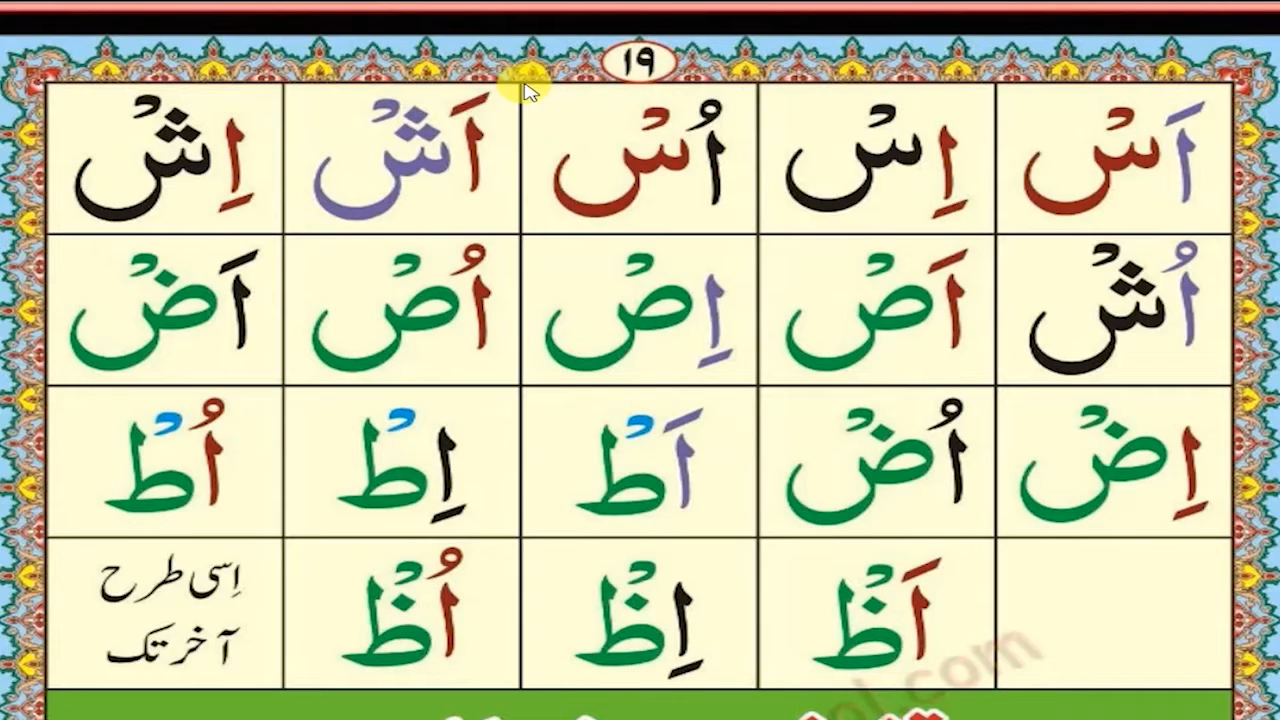 ١٩
اَسْ اِسْ اُسْ اَشْ اِشْ
اُشْ اَصْ اِصْ اُصْ اَضْ
اِضْ اُضْ اَطْ اِطْ اُطْ
اَظْ اِظْ اُظْ اِسی طرح
آخر تک